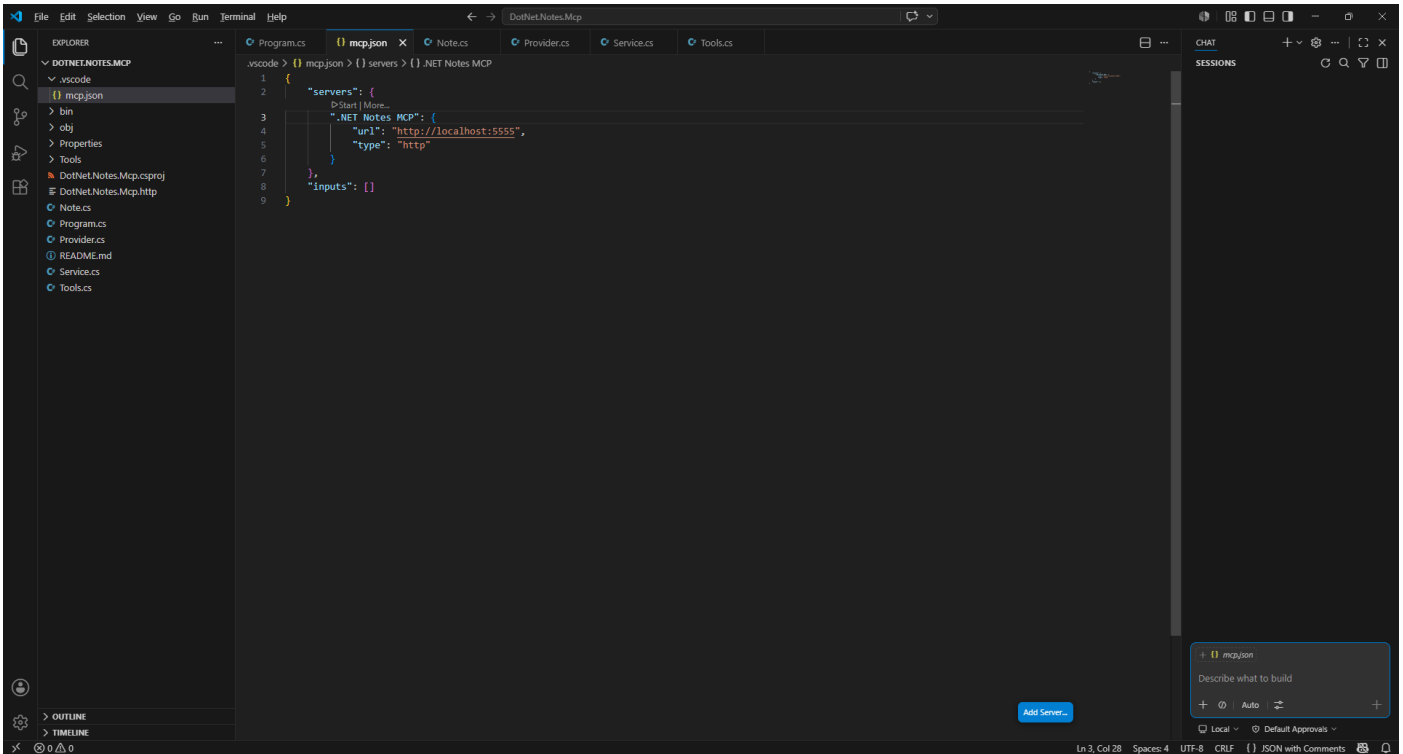 File Edit Selection View Go Run Terminal Help
DotNet.Notes.Mcp
EXPLORER
DOTNET.NOTES.MCP
.vscode
{} mcp.json
bin
obj
Properties
Tools
DotNet.Notes.Mcp.csproj
DotNet.Notes.Mcp.http
Note.cs
Program.cs
Provider.cs
README.md
Service.cs
Tools.cs
OUTLINE
TIMELINE
Program.cs {} mcp.json Note.cs Provider.cs Service.cs Tools.cs
.vscode > {} mcp.json > {} servers > {} .NET Notes MCP
1 {
2 "servers": {
Start | More...
3 ".NET Notes MCP": {
4 "url": "http://localhost:5555",
5 "type": "http"
6 }
7 },
8 "inputs": []
9 }
Add Server...
CHAT
SESSIONS
{} mcp.json
Describe what to build
Auto
Local Default Approvals
0 0
Ln 3, Col 28 Spaces: 4 UTF-8 CRLF {} JSON with Comments